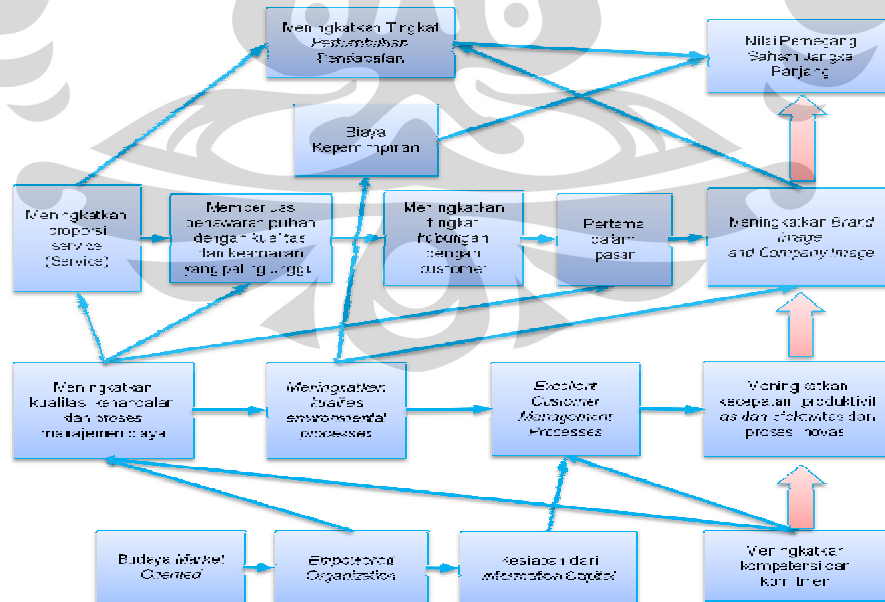 Meningkatkan Tingkat
Pertumbuhan
Pendapatan
Nilai Pemegang
Saham Jangka
Panjang
Biaya
Kepemimpinan
Meningkatkan
proporsi
service
(Service)
Memperluas
penawaran pilihan
dengan kualitas
dan keamanan
yang paling tinggi
Meningkatkan
tingkat
hubungan
dengan
customer
Pertama
dalam
pasar
Meningkatkan Brand
Image
and Company Image
Meningkatkan
kualitas kehandalan
dan proses
manajemen biaya
Meningkatkan
kualitas
environmental
processes
Excellent
Customer
Management
Processes
Meningkatkan
kecepatan produktivit
as dan efektivitas dan
proses inovasi
Budaya Market
Oriented
Empowered
Organization
Kesiapan dari
Information Capital
Meningkatkan
kompetensi dan
komitmen